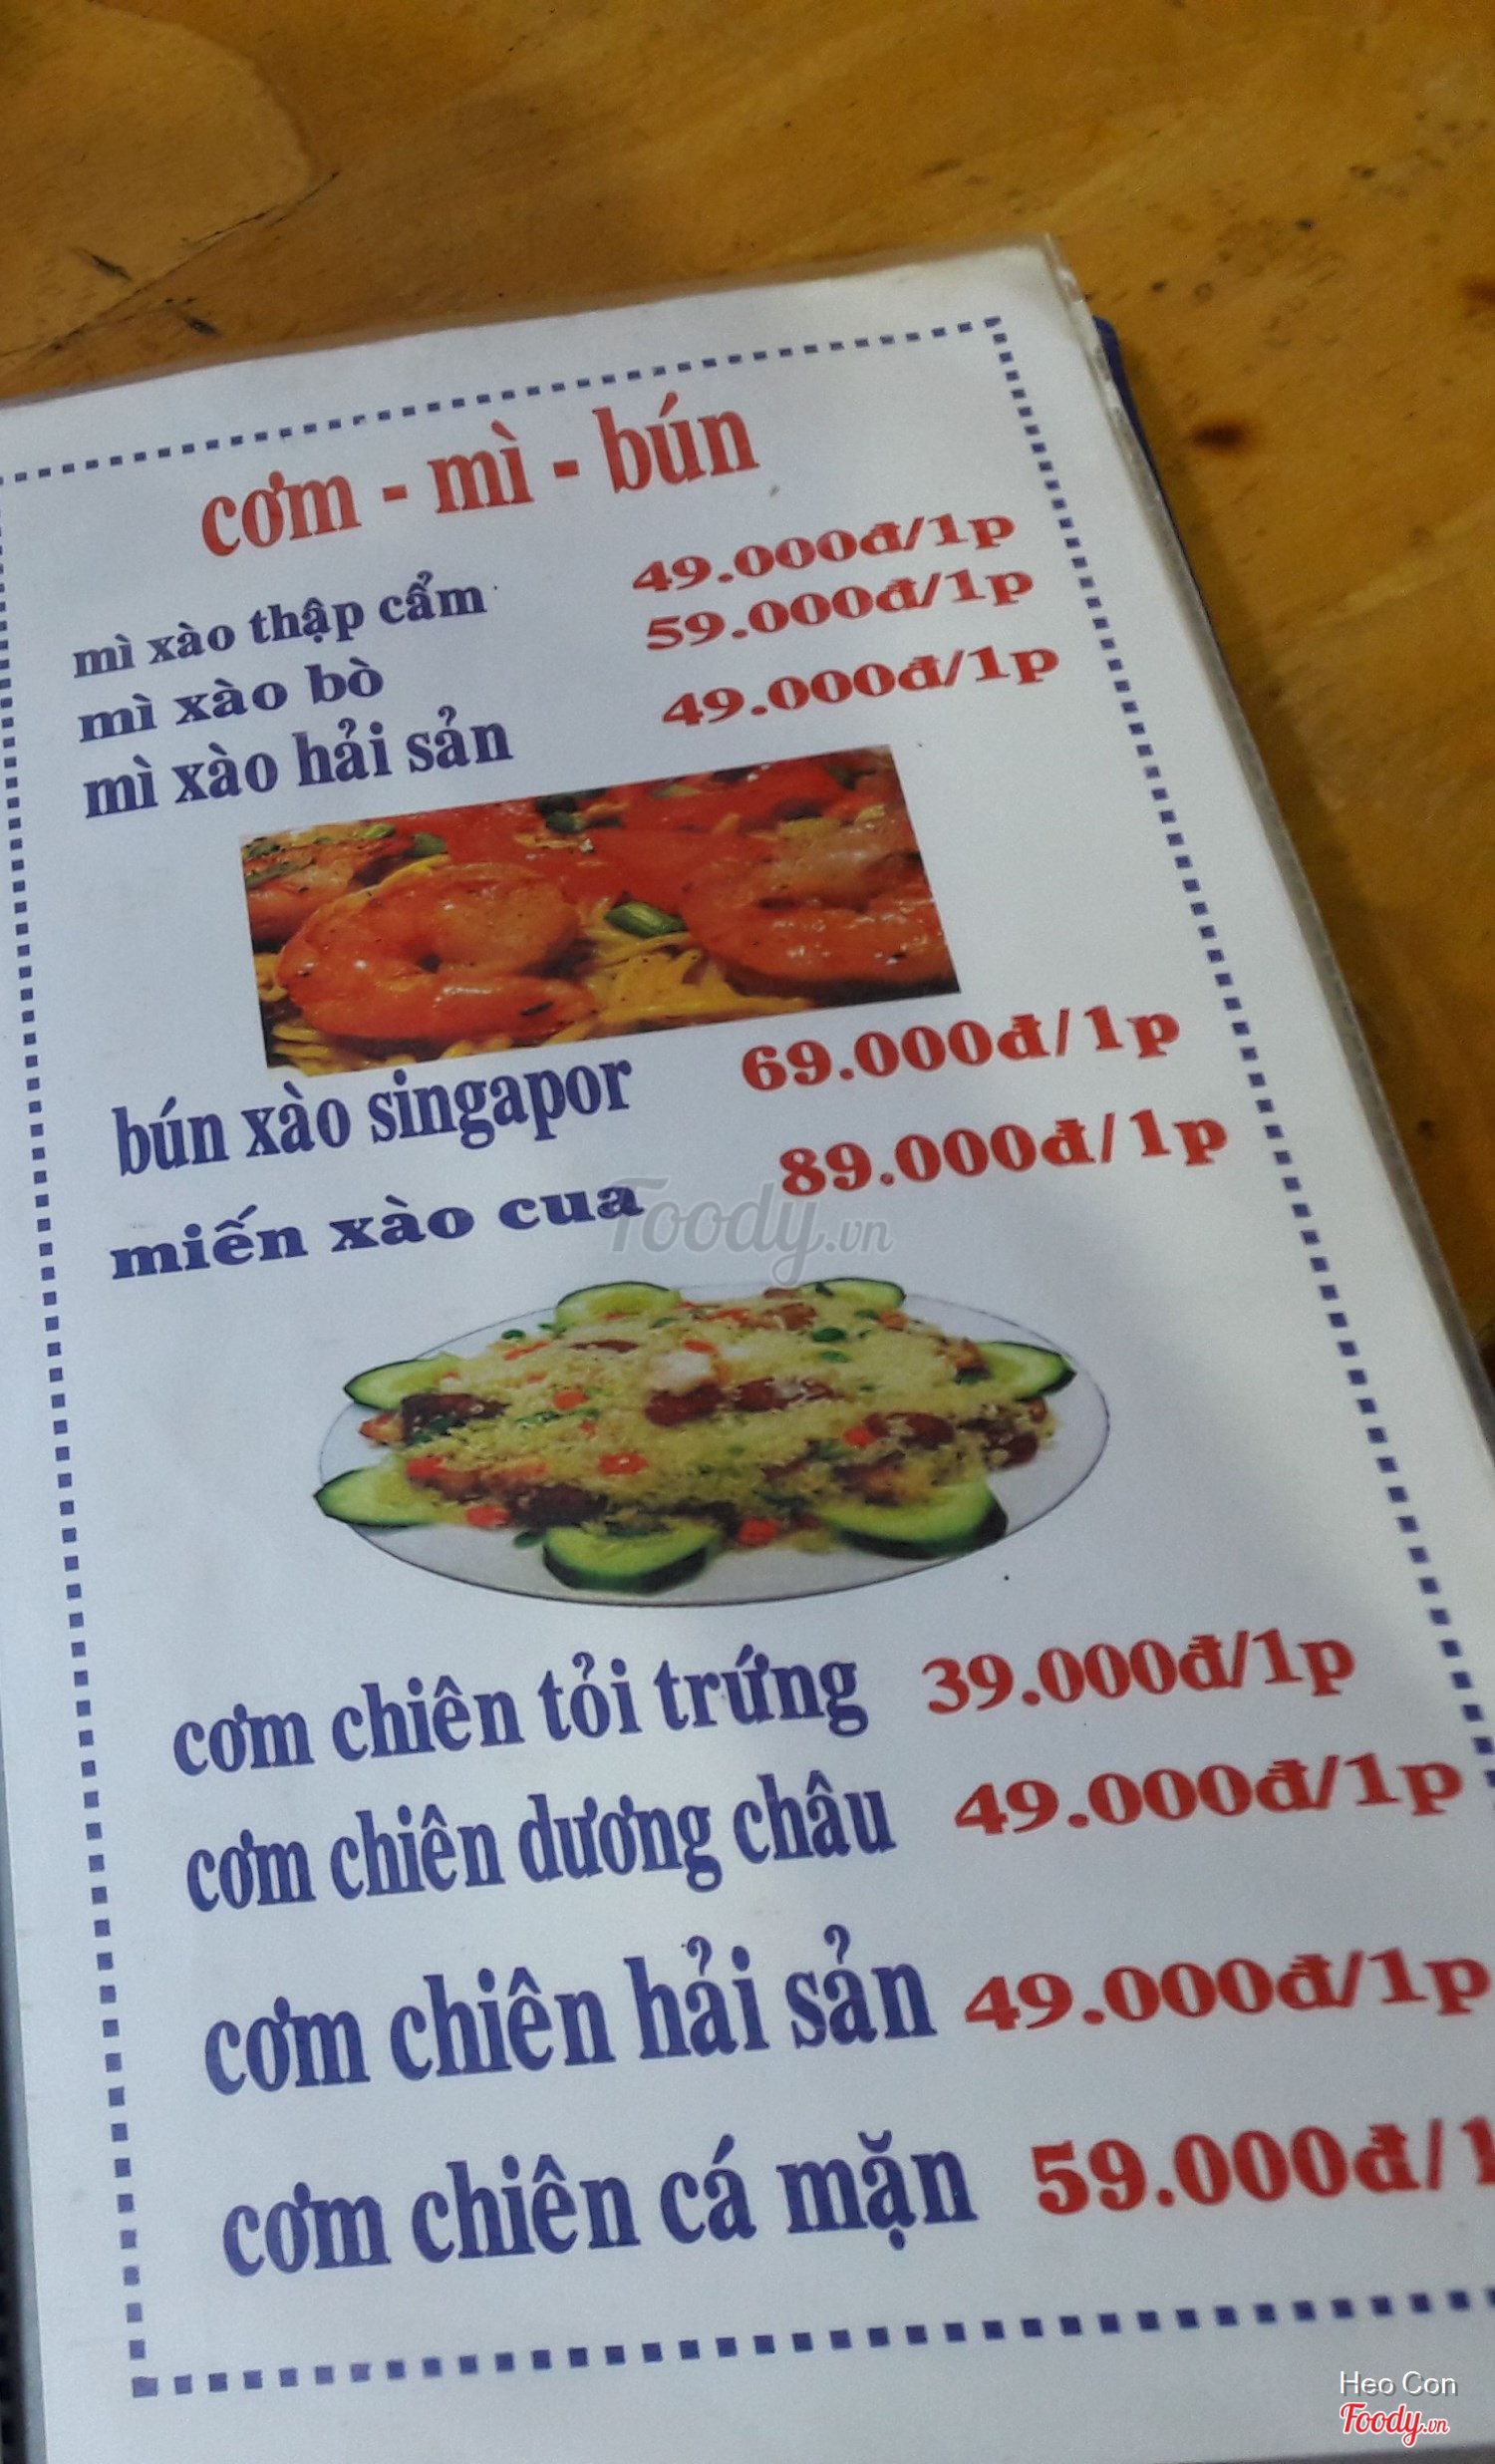 cơm - mì - bún
mì xào thập cẩm 49.000đ/1p
mì xào bò 59.000đ/1p
mì xào hải sản 49.000đ/1p
bún xào singapor 69.000đ/1p
miến xào cua 89.000đ/1p
Foody.vn
cơm chiên tỏi trứng 39.000đ/1p
cơm chiên dương châu 49.000đ/1p
cơm chiên hải sản 49.000đ/1p
cơm chiên cá mặn 59.000đ/1
Heo Con
Foody.vn